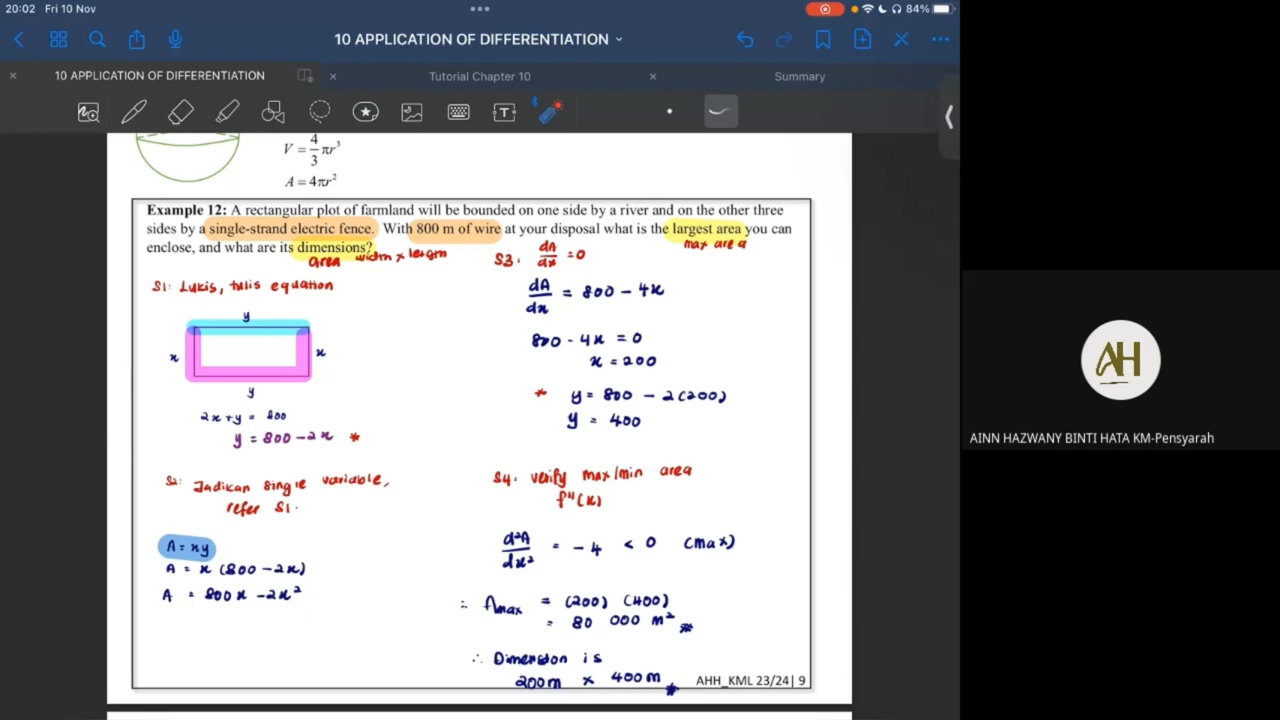 20:02 Fri 10 Nov
84%
10 APPLICATION OF DIFFERENTIATION
10 APPLICATION OF DIFFERENTIATION
Tutorial Chapter 10
Summary
V = 4/3 πr³
A = 4πr²
Example 12: A rectangular plot of farmland will be bounded on one side by a river and on the other three
sides by a single-strand electric fence. With 800 m of wire at your disposal what is the largest area you can
enclose, and what are its dimensions?
max area
area width x length
S1: Lukis, tulis equation
y
x
x
y
2x + y = 800
y = 800 - 2x *
S2: Jadikan single variable,
refer S1.
A = xy
A = x (800 - 2x)
A = 800x - 2x²
S3. dA/dx = 0
dA/dx = 800 - 4x
800 - 4x = 0
x = 200
* y = 800 - 2(200)
y = 400
S4. verify max/min area
f"(x)
d²A/dx² = -4 < 0 (max)
∴ Amax = (200) (400)
= 80 000 m² *
∴ Dimension is
200m x 400m *
AHH_KML 23/24| 9
AH
AINN HAZWANY BINTI HATA KM-Pensyarah